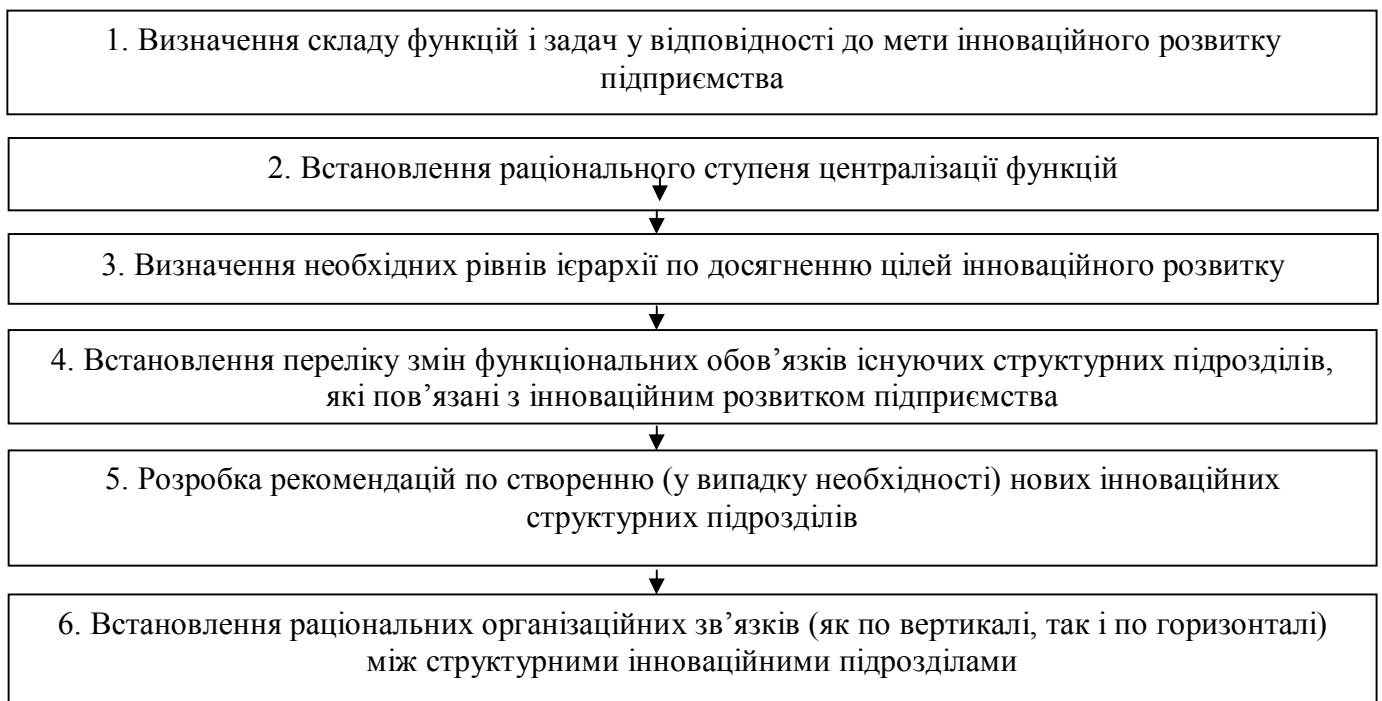 1. Визначення складу функцій і задач у відповідності до мети інноваційного розвитку
підприємства
2. Встановлення раціонального ступеня централізації функцій
3. Визначення необхідних рівнів ієрархії по досягненню цілей інноваційного розвитку
4. Встановлення переліку змін функціональних обов’язків існуючих структурних підрозділів,
які пов’язані з інноваційним розвитком підприємства
5. Розробка рекомендацій по створенню (у випадку необхідності) нових інноваційних
структурних підрозділів
6. Встановлення раціональних організаційних зв’язків (як по вертикалі, так і по горизонталі)
між структурними інноваційними підрозділами